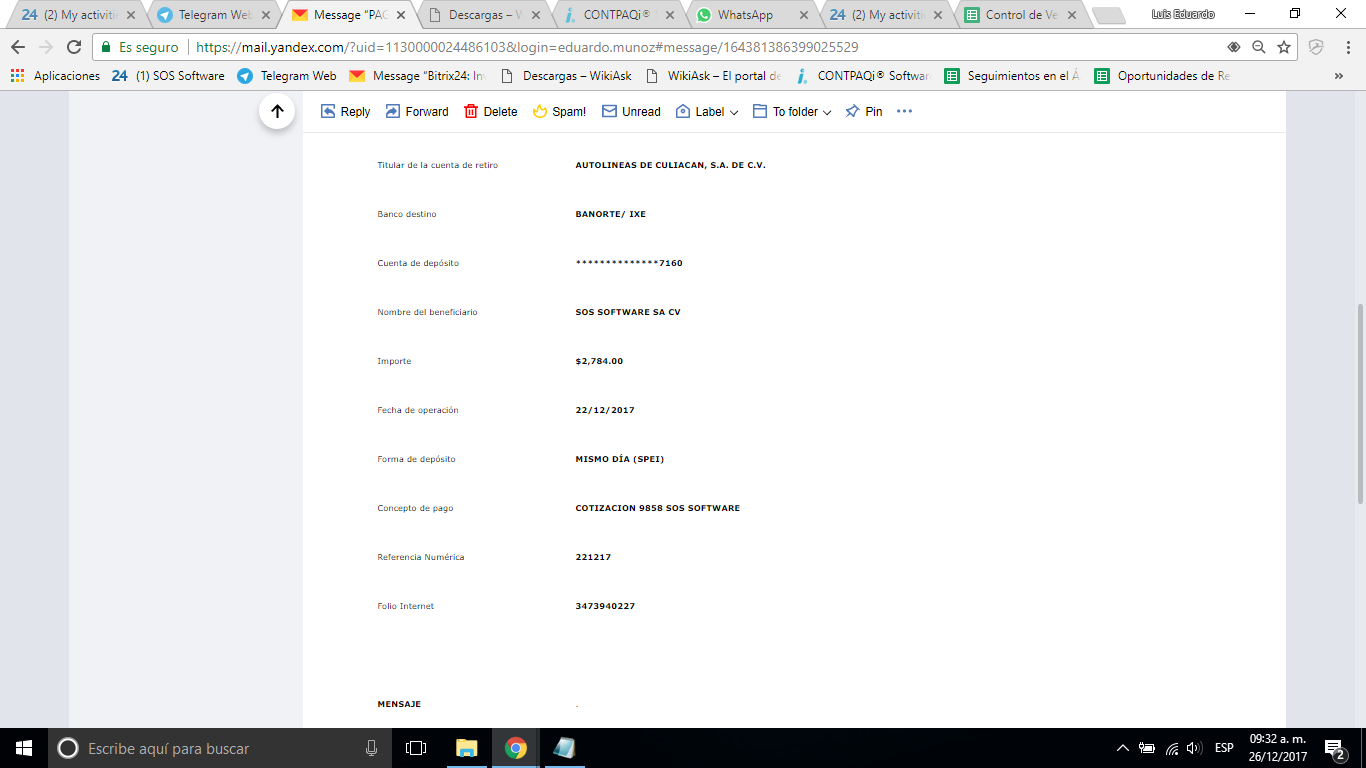 24 (2) My activiti
Telegram Web
Message “PAG
Descargas – W
CONTPAQi®
WhatsApp
24 (2) My activiti
Control de Ve
Luis Eduardo
Es seguro | https://mail.yandex.com/?uid=1130000024486103&login=eduardo.munoz#message/164381386399025529
Aplicaciones 24 (1) SOS Software Telegram Web Message “Bitrix24: In Descargas – WikiAsk WikiAsk – El portal de CONTPAQi® Softwar Seguimientos en el Á Oportunidades de Re »
Reply Forward Delete Spam! Unread Label To folder Pin
Titular de la cuenta de retiro AUTOLINEAS DE CULIACAN, S.A. DE C.V.
Banco destino BANORTE/ IXE
Cuenta de depósito **************7160
Nombre del beneficiario SOS SOFTWARE SA CV
Importe $2,784.00
Fecha de operación 22/12/2017
Forma de depósito MISMO DÍA (SPEI)
Concepto de pago COTIZACION 9858 SOS SOFTWARE
Referencia Numérica 221217
Folio Internet 3473940227
MENSAJE .
Escribe aquí para buscar
ESP
09:32 a. m.
26/12/2017
2